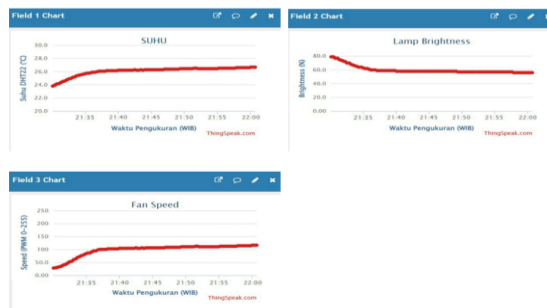 Field 1 Chart
SUHU
Suhu DHT22 (°C)
30.0
28.0
26.0
24.0
22.0
20.0
21:35 21:40 21:45 21:50 21:55 22:00
Waktu Pengukuran (WIB)
ThingSpeak.com
Field 2 Chart
Lamp Brightness
Brightness (%)
80.0
60.0
40.0
20.0
0.00
21:35 21:40 21:45 21:50 21:55 22:00
Waktu Pengukuran (WIB)
ThingSpeak.com
Field 3 Chart
Fan Speed
Speed (PWM 0-255)
250
200
150
100
50.0
0.00
21:35 21:40 21:45 21:50 21:55 22:00
Waktu Pengukuran (WIB)
ThingSpeak.com